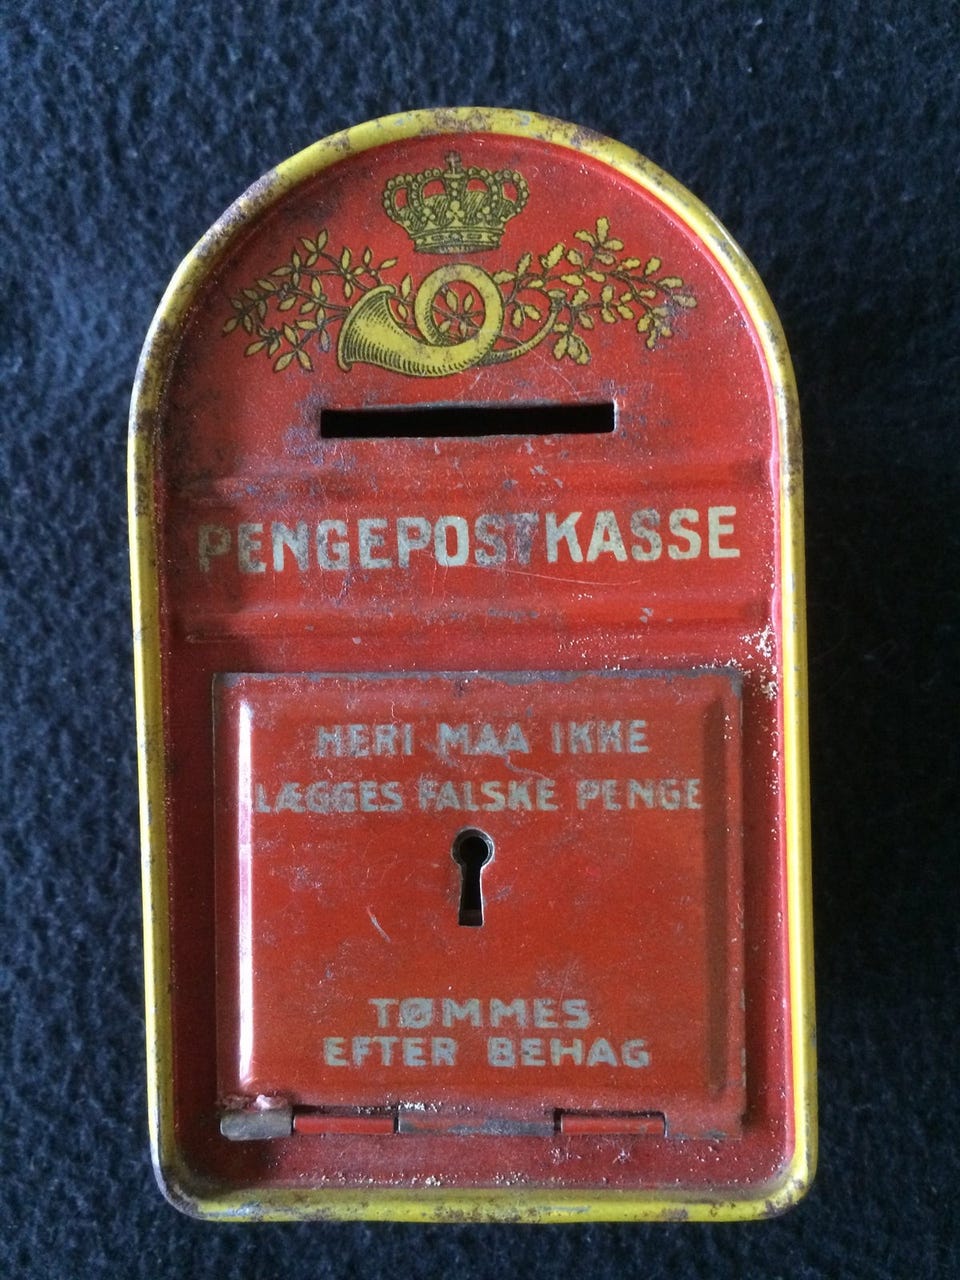 PENGEPOSTKASSE
HERI MAA IKKE
LÆGGES FALSKE PENGE
TØMMES
EFTER BEHAG